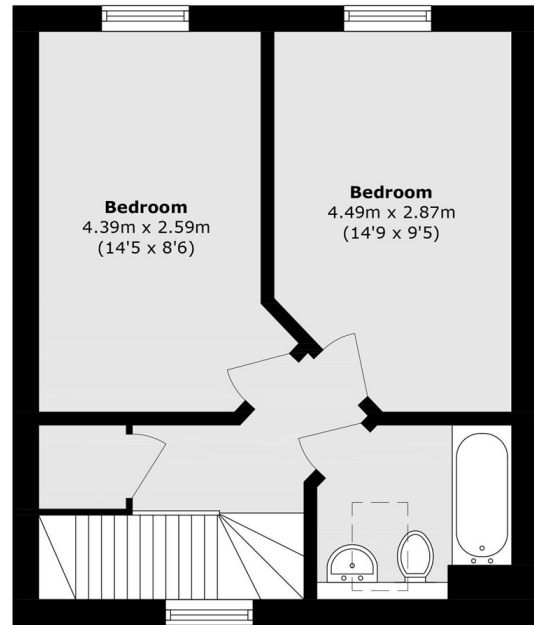 Bedroom
4.39m x 2.59m
(14'5 x 8'6)
Bedroom
4.49m x 2.87m
(14'9 x 9'5)